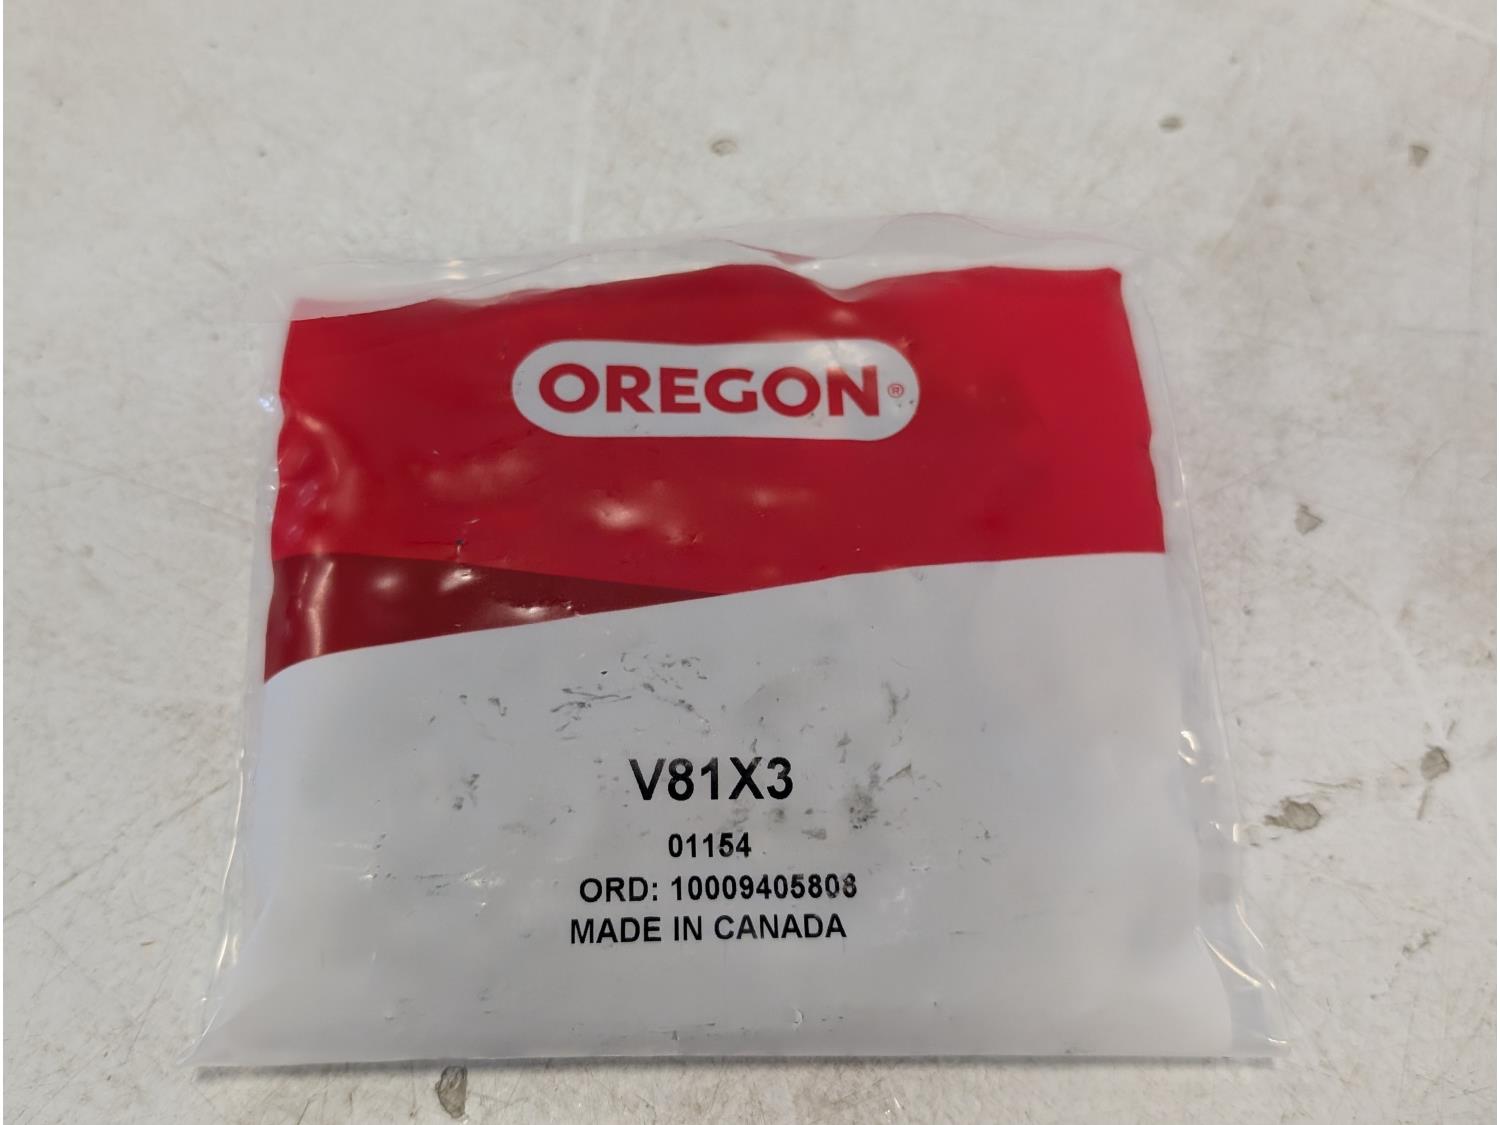 OREGON®
V81X3
01154
ORD: 10009405808
MADE IN CANADA